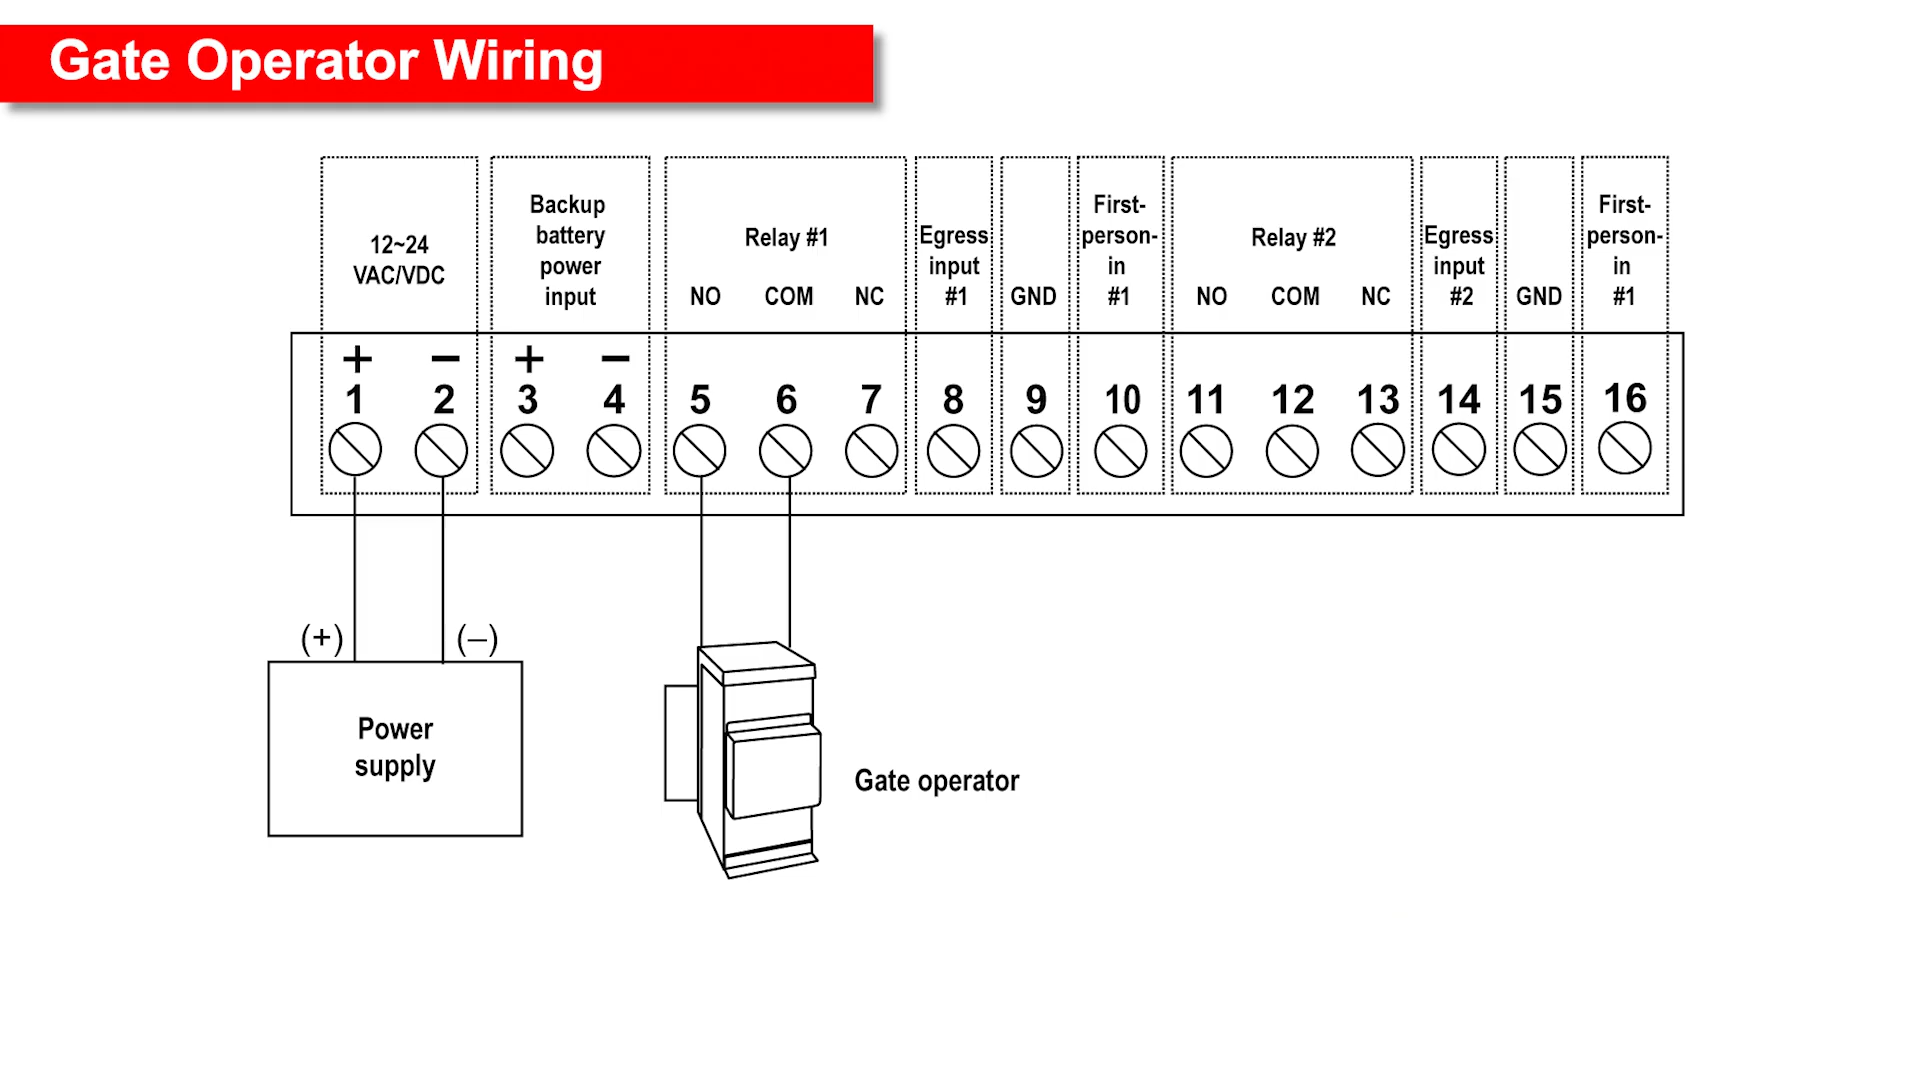 Gate Operator Wiring
12~24
VAC/VDC
Backup
battery
power
input
Relay #1
NO COM NC
Egress
input
#1
GND
First-
person-
in
#1
Relay #2
NO COM NC
Egress
input
#2
GND
First-
person-
in
#1
+ − + −
1 2 3 4 5 6 7 8 9 10 11 12 13 14 15 16
(+) (–)
Power
supply
Gate operator